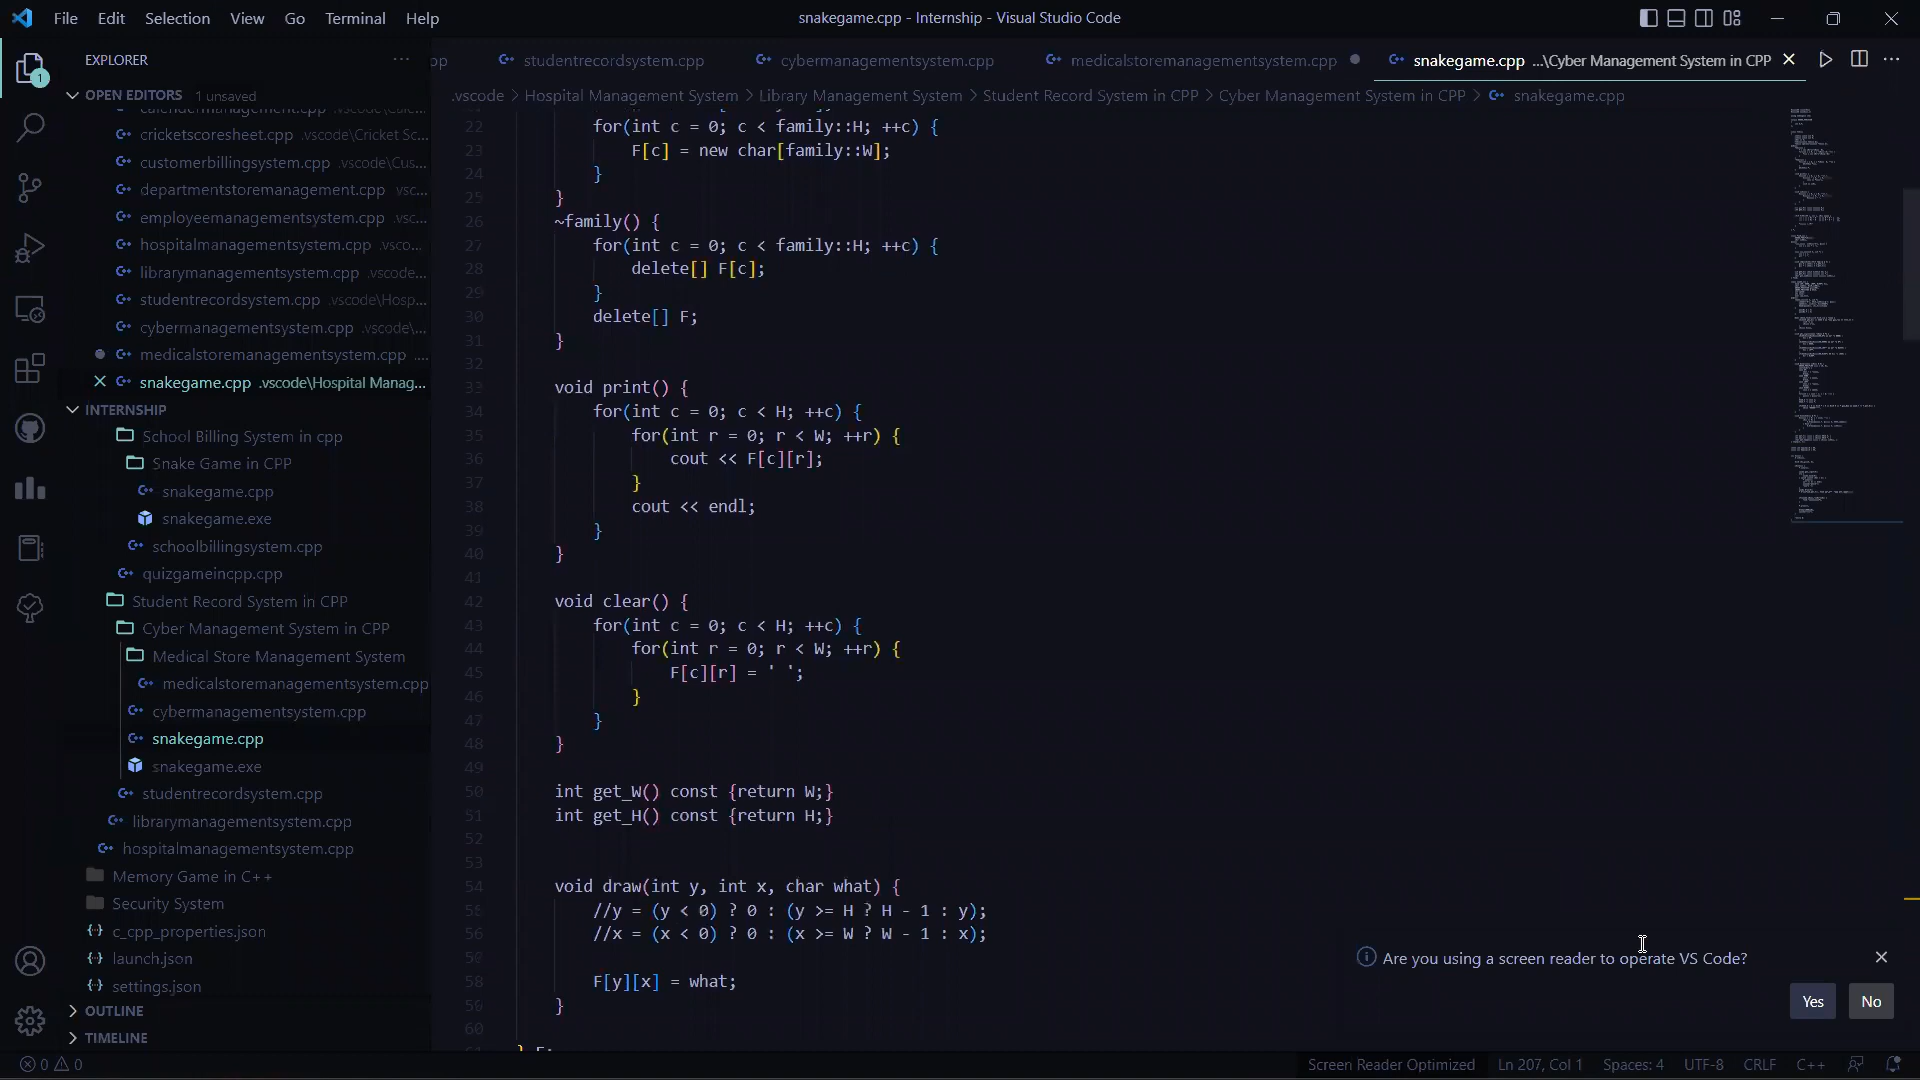 File Edit Selection View Go Terminal Help
snakegame.cpp - Internship - Visual Studio Code
EXPLORER
OPEN EDITORS 1 unsaved
calendermanagement.cpp
cricketscoresheet.cpp .vscode\Cricket Sc...
customerbillingsystem.cpp .vscode\Cus...
departmentstoremanagement.cpp vsc...
employeemanagementsystem.cpp .vsc...
hospitalmanagementsystem.cpp .vsco...
librarymanagementsystem.cpp .vscode...
studentrecordsystem.cpp .vscode\Hosp...
cybermanagementsystem.cpp .vscode\...
medicalstoremanagementsystem.cpp ....
snakegame.cpp .vscode\Hospital Manag...
INTERNSHIP
School Billing System in cpp
Snake Game in CPP
snakegame.cpp
snakegame.exe
schoolbillingsystem.cpp
quizgameincpp.cpp
Student Record System in CPP
Cyber Management System in CPP
Medical Store Management System
medicalstoremanagementsystem.cpp
cybermanagementsystem.cpp
snakegame.cpp
snakegame.exe
studentrecordsystem.cpp
librarymanagementsystem.cpp
hospitalmanagementsystem.cpp
Memory Game in C++
Security System
c_cpp_properties.json
launch.json
settings.json
OUTLINE
TIMELINE
pp studentrecordsystem.cpp cybermanagementsystem.cpp medicalstoremanagementsystem.cpp snakegame.cpp ...\Cyber Management System in CPP
.vscode > Hospital Management System > Library Management System > Student Record System in CPP > Cyber Management System in CPP > snakegame.cpp
22 for(int c = 0; c < family::H; ++c) {
23 F[c] = new char[family::W];
24 }
25 }
26 ~family() {
27 for(int c = 0; c < family::H; ++c) {
28 delete[] F[c];
29 }
30 delete[] F;
31 }
32
33 void print() {
34 for(int c = 0; c < H; ++c) {
35 for(int r = 0; r < W; ++r) {
36 cout << F[c][r];
37 }
38 cout << endl;
39 }
40 }
41
42 void clear() {
43 for(int c = 0; c < H; ++c) {
44 for(int r = 0; r < W; ++r) {
45 F[c][r] = ' ';
46 }
47 }
48 }
49
50 int get_W() const {return W;}
51 int get_H() const {return H;}
52
53
54 void draw(int y, int x, char what) {
55 //y = (y < 0) ? 0 : (y >= H ? H - 1 : y);
56 //x = (x < 0) ? 0 : (x >= W ? W - 1 : x);
57
58 F[y][x] = what;
59 }
60
Are you using a screen reader to operate VS Code?
Yes No
0 0 Screen Reader Optimized Ln 207, Col 1 Spaces: 4 UTF-8 CRLF C++